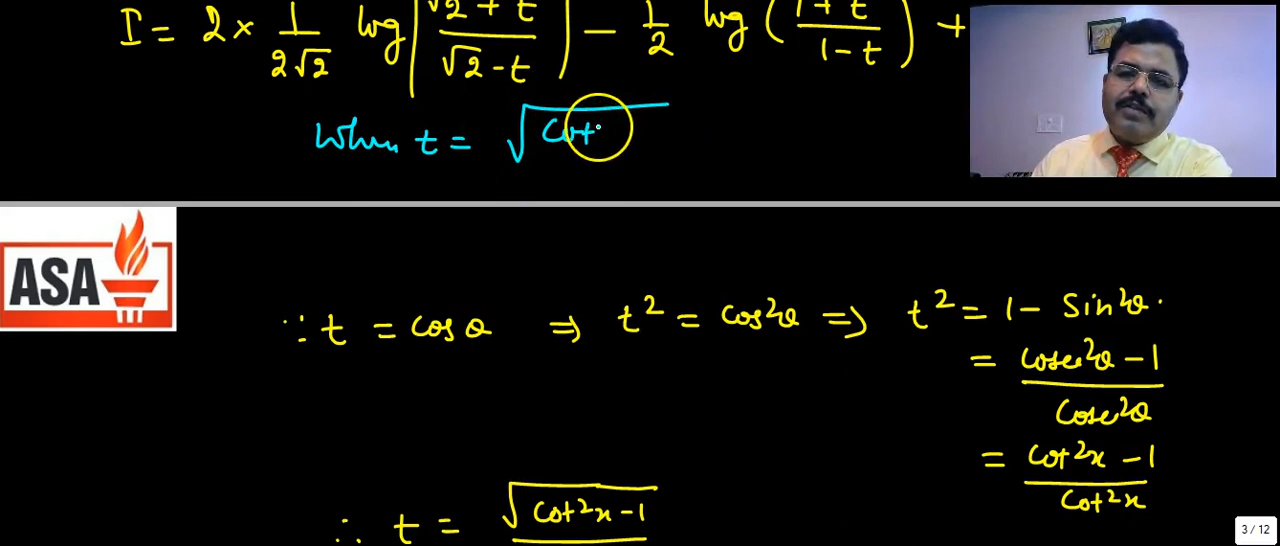 I = 2 × 1/(2√2) log |(√2 + t)/(√2 - t)| - 1/2 log ((1 + t)/(1 - t)) +
When t = √cot
ASA
∵ t = cos θ ⇒ t² = cos²θ ⇒ t² = 1 - Sin²θ.
= (cosec²θ - 1)/(cosec²θ)
= (cot²x - 1)/(cot²x)
∴ t = √(cot²x - 1)
3 / 12